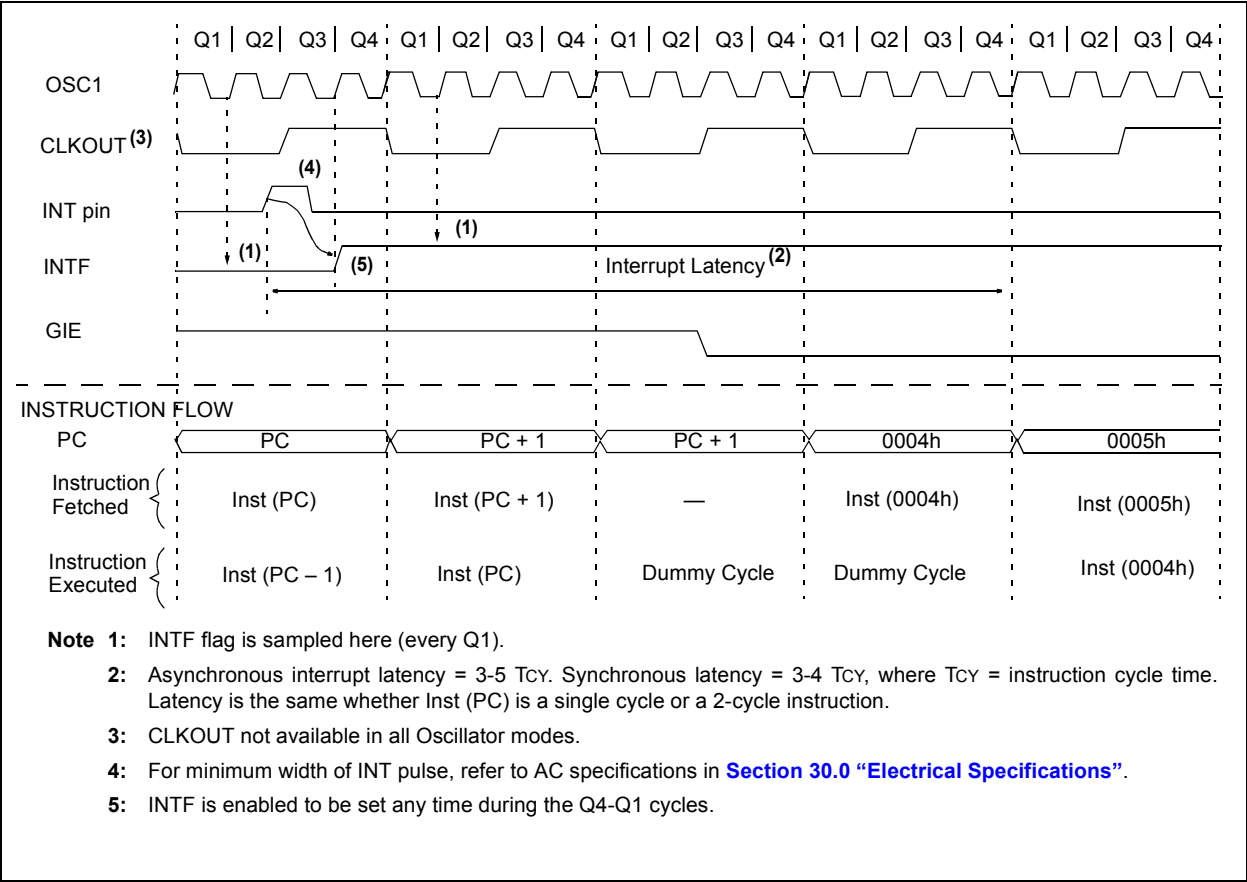 Q1 Q2 Q3 Q4 Q1 Q2 Q3 Q4 Q1 Q2 Q3 Q4 Q1 Q2 Q3 Q4 Q1 Q2 Q3 Q4
OSC1
CLKOUT(3)
(4)
INT pin
(1)
(1)
INTF
(5)
Interrupt Latency(2)
GIE
INSTRUCTION FLOW
PC PC PC + 1 PC + 1 0004h 0005h
Instruction
Fetched
Inst (PC) Inst (PC + 1) — Inst (0004h) Inst (0005h)
Instruction
Executed
Inst (PC – 1) Inst (PC) Dummy Cycle Dummy Cycle Inst (0004h)
Note 1: INTF flag is sampled here (every Q1).
2: Asynchronous interrupt latency = 3-5 TCY. Synchronous latency = 3-4 TCY, where TCY = instruction cycle time.
Latency is the same whether Inst (PC) is a single cycle or a 2-cycle instruction.
3: CLKOUT not available in all Oscillator modes.
4: For minimum width of INT pulse, refer to AC specifications in Section 30.0 “Electrical Specifications”.
5: INTF is enabled to be set any time during the Q4-Q1 cycles.